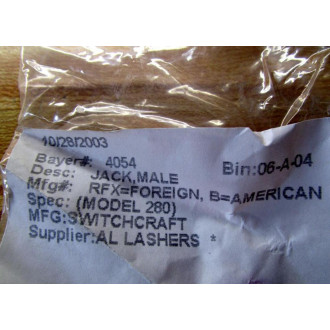 10/28/2003
Bayer#: 4054 Bin:06-A-04
Desc: JACK,MALE
Mfg#: RFX=FOREIGN, B=AMERICAN
Spec: (MODEL 280)
MFG:SWITCHCRAFT
Supplier:AL LASHERS *